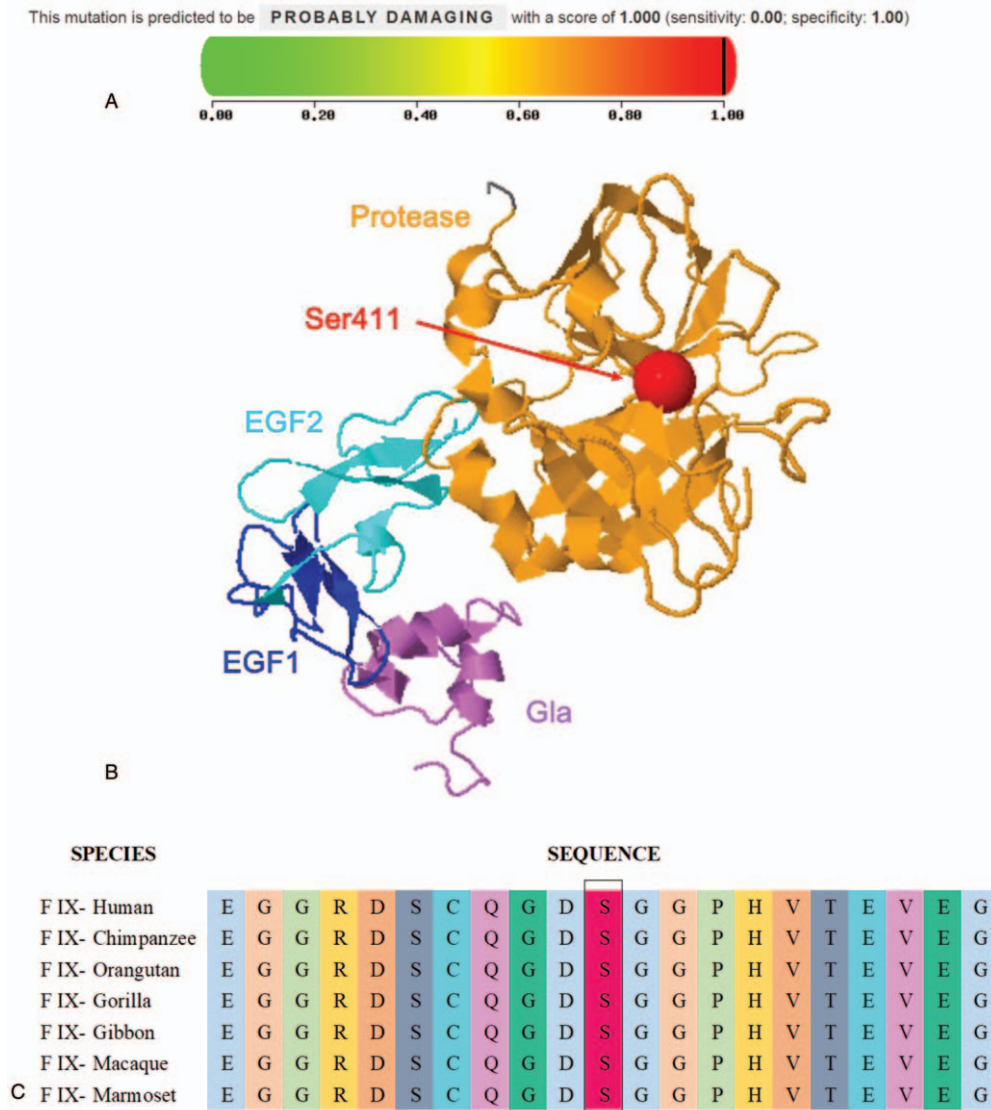 This mutation is predicted to be PROBABLY DAMAGING with a score of 1.000 (sensitivity: 0.00; specificity: 1.00)
A
0.00 0.20 0.40 0.60 0.80 1.00
Protease
Ser411
EGF2
EGF1
Gla
B
SPECIES SEQUENCE
F IX- Human E G G R D S C Q G D S G G P H V T E V E G
F IX- Chimpanzee E G G R D S C Q G D S G G P H V T E V E G
F IX- Orangutan E G G R D S C Q G D S G G P H V T E V E G
F IX- Gorilla E G G R D S C Q G D S G G P H V T E V E G
F IX- Gibbon E G G R D S C Q G D S G G P H V T E V E G
F IX- Macaque E G G R D S C Q G D S G G P H V T E V E G
C F IX- Marmoset E G G R D S C Q G D S G G P H V T E V E G